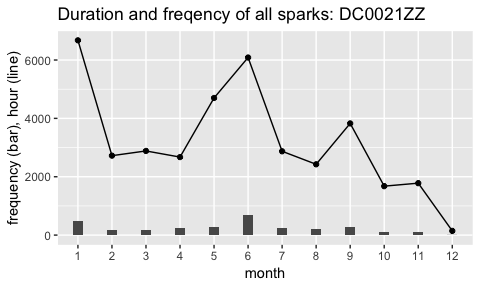 Duration and freqency of all sparks: DC0021ZZ
frequency (bar), hour (line)
6000
4000
2000
0
1 2 3 4 5 6 7 8 9 10 11 12
month